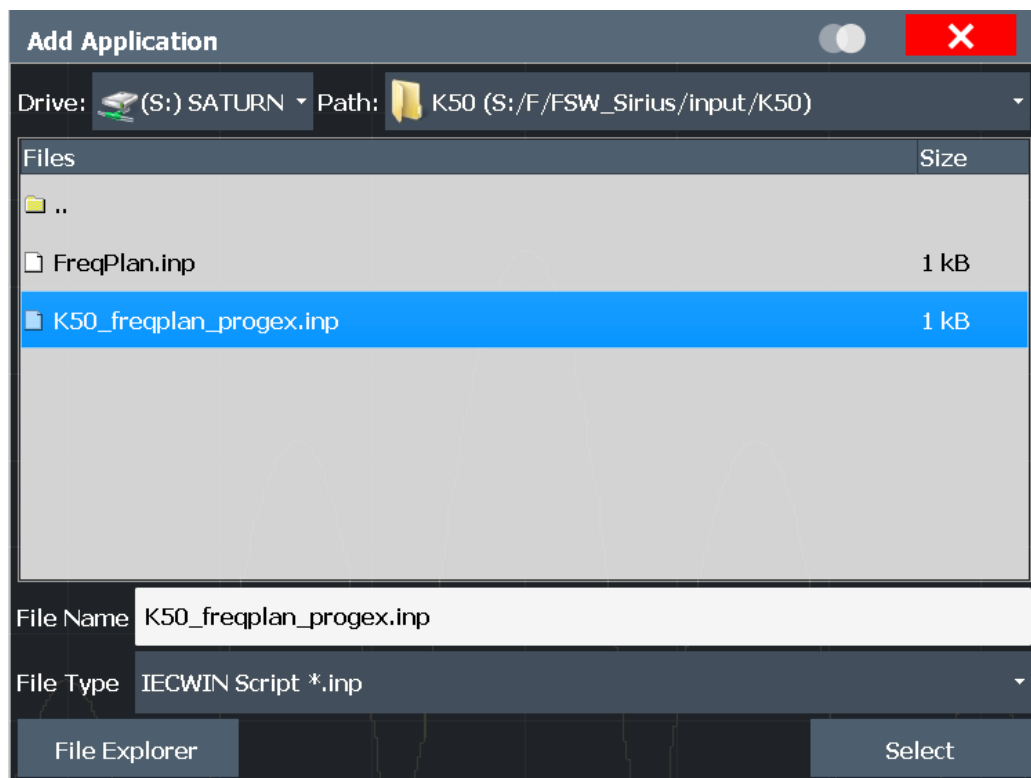 Add Application
Drive: (S:) SATURN Path: K50 (S:/F/FSW_Sirius/input/K50)
Files Size
..
FreqPlan.inp 1 kB
K50_freqplan_progex.inp 1 kB
File Name K50_freqplan_progex.inp
File Type IECWIN Script *.inp
File Explorer Select